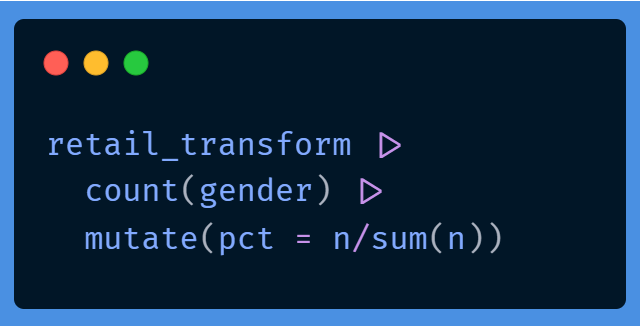 retail_transform |>
count(gender) |>
mutate(pct = n/sum(n))